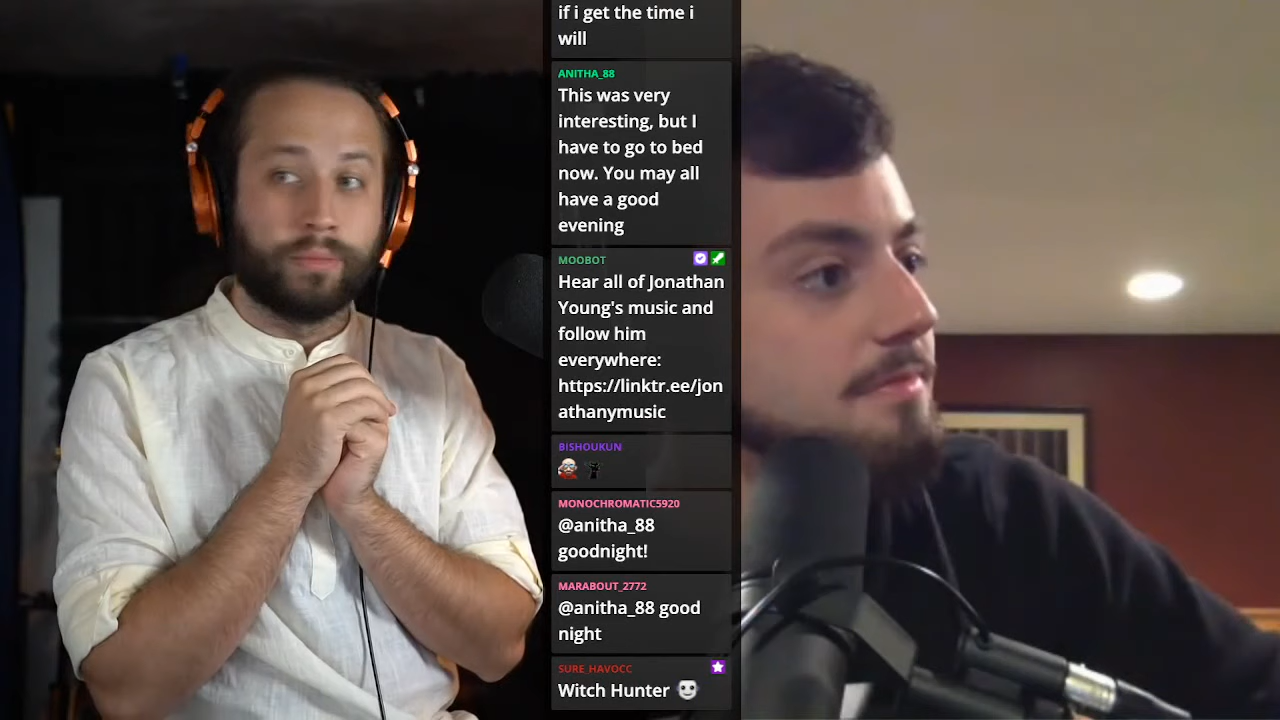 if i get the time i
will
ANITHA_88
This was very
interesting, but I
have to go to bed
now. You may all
have a good
evening
MOOBOT
Hear all of Jonathan
Young's music and
follow him
everywhere:
https://linktr.ee/jon
athanymusic
BISHOUKUN
MONOCHROMATIC5920
@anitha_88
goodnight!
MARABOUT_2772
@anitha_88 good
night
SURE_HAVOCC
Witch Hunter